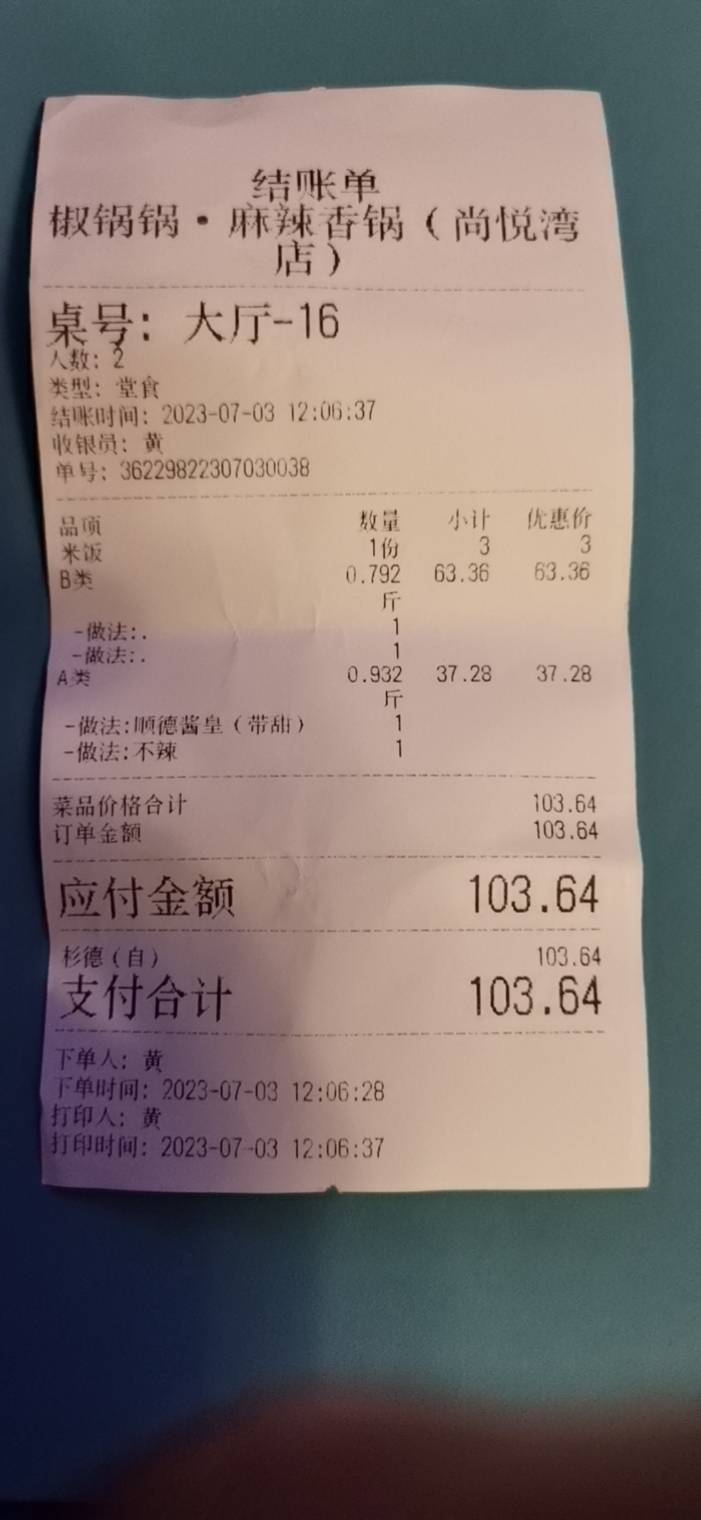 结账单
椒锅锅·麻辣香锅(尚悦湾
店)
桌号: 大厅-16
人数: 2
类型: 堂食
结账时间: 2023-07-03 12:06:37
收银员: 黄
单号: 36229822307030038
品项 数量 小计 优惠价
米饭 1份 3 3
B类 0.792 63.36 63.36
斤
-做法:. 1
-做法:. 1
A类 0.932 37.28 37.28
斤
-做法:顺德酱皇(带甜) 1
-做法:不辣 1
菜品价格合计 103.64
订单金额 103.64
应付金额 103.64
杉德(自) 103.64
支付合计 103.64
下单人: 黄
下单时间: 2023-07-03 12:06:28
打印人: 黄
打印时间: 2023-07-03 12:06:37